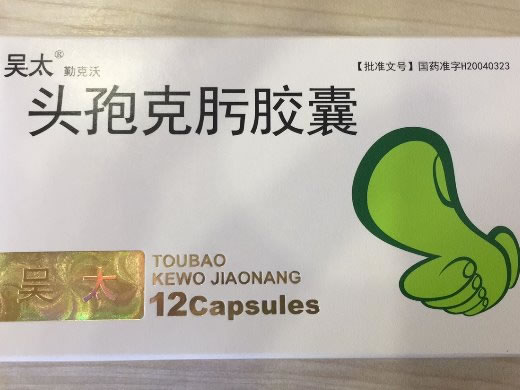 吴太® 勤克沃
【批准文号】国药准字H20040323
头孢克肟胶囊
吴 太
TOUBAO
KEWO JIAONANG
12Capsules